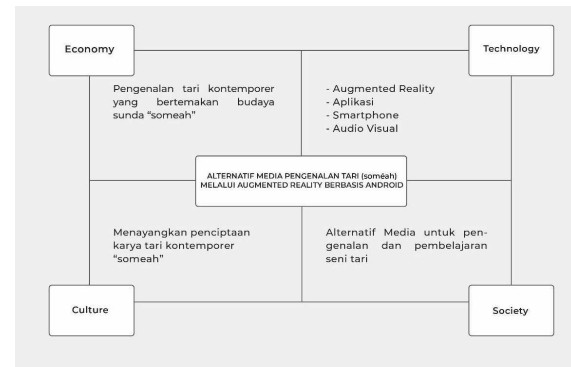 Economy
Technology
Pengenalan tari kontemporer
yang bertemakan budaya
sunda “someah”
- Augmented Reality
- Aplikasi
- Smartphone
- Audio Visual
ALTERNATIF MEDIA PENGENALAN TARI (soméah)
MELALUI AUGMENTED REALITY BERBASIS ANDROID
Menayangkan penciptaan
karya tari kontemporer
“someah”
Alternatif Media untuk pen-
genalan dan pembelajaran
seni tari
Culture
Society